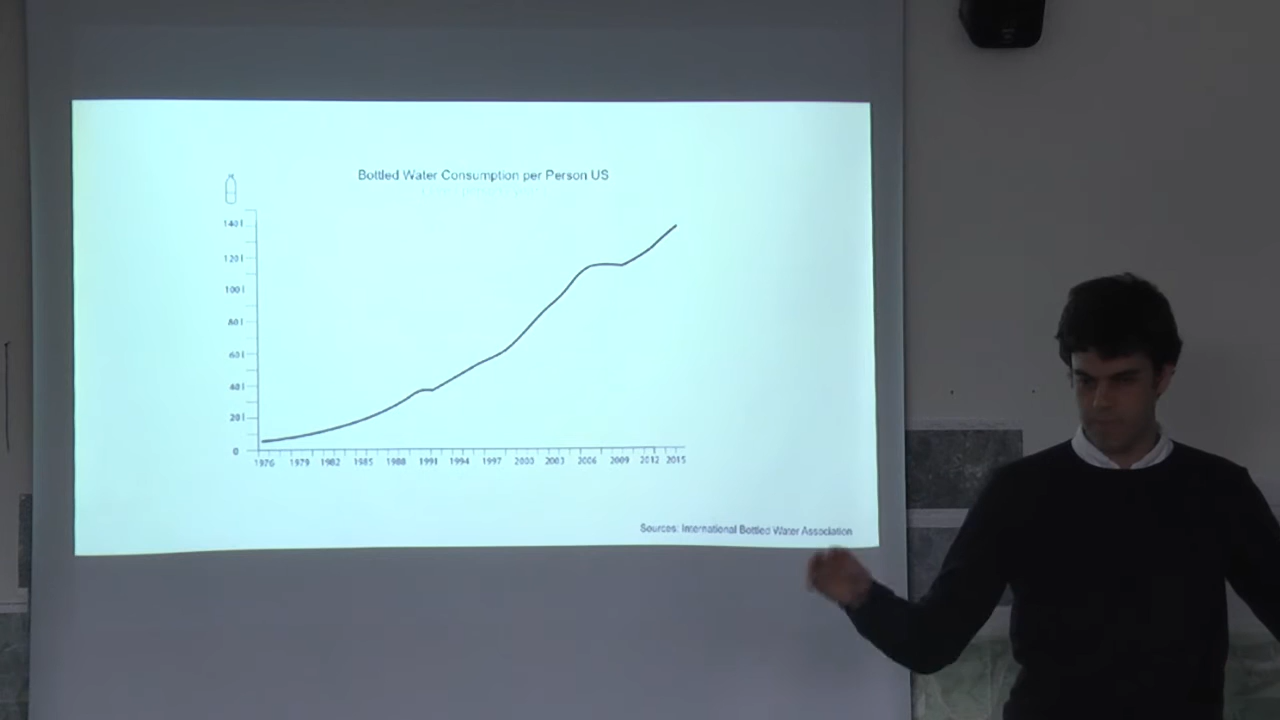 Bottled Water Consumption per Person US
140 l
120 l
100 l
80 l
60 l
40 l
20 l
0
1976 1979 1982 1985 1988 1991 1994 1997 2000 2003 2006 2009 2012 2015
Sources: International Bottled Water Association